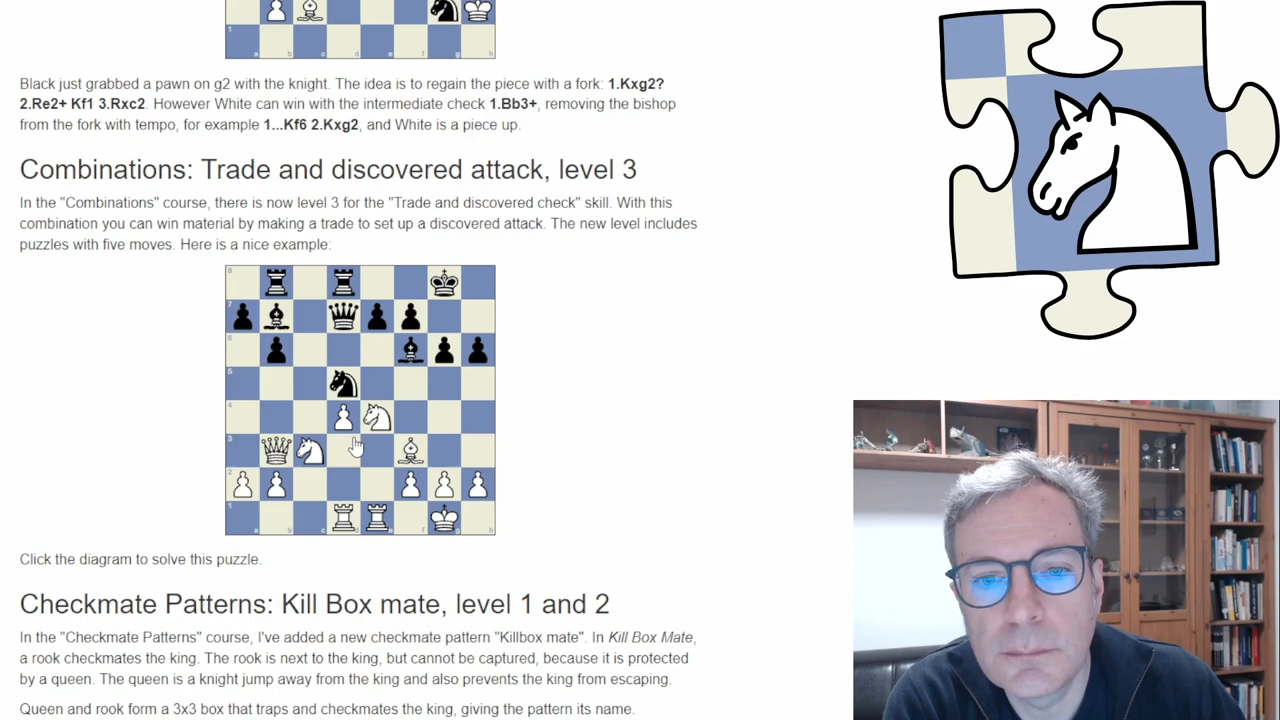 1
a b c d e f g h
Black just grabbed a pawn on g2 with the knight. The idea is to regain the piece with a fork: 1.Kxg2?
2.Re2+ Kf1 3.Rxc2. However White can win with the intermediate check 1.Bb3+, removing the bishop
from the fork with tempo, for example 1...Kf6 2.Kxg2, and White is a piece up.
Combinations: Trade and discovered attack, level 3
In the "Combinations" course, there is now level 3 for the "Trade and discovered check" skill. With this
combination you can win material by making a trade to set up a discovered attack. The new level includes
puzzles with five moves. Here is a nice example:
8
7
6
5
4
3
2
1
a b c d e f g h
Click the diagram to solve this puzzle.
Checkmate Patterns: Kill Box mate, level 1 and 2
In the "Checkmate Patterns" course, I've added a new checkmate pattern "Killbox mate". In Kill Box Mate,
a rook checkmates the king. The rook is next to the king, but cannot be captured, because it is protected
by a queen. The queen is a knight jump away from the king and also prevents the king from escaping.
Queen and rook form a 3x3 box that traps and checkmates the king, giving the pattern its name.